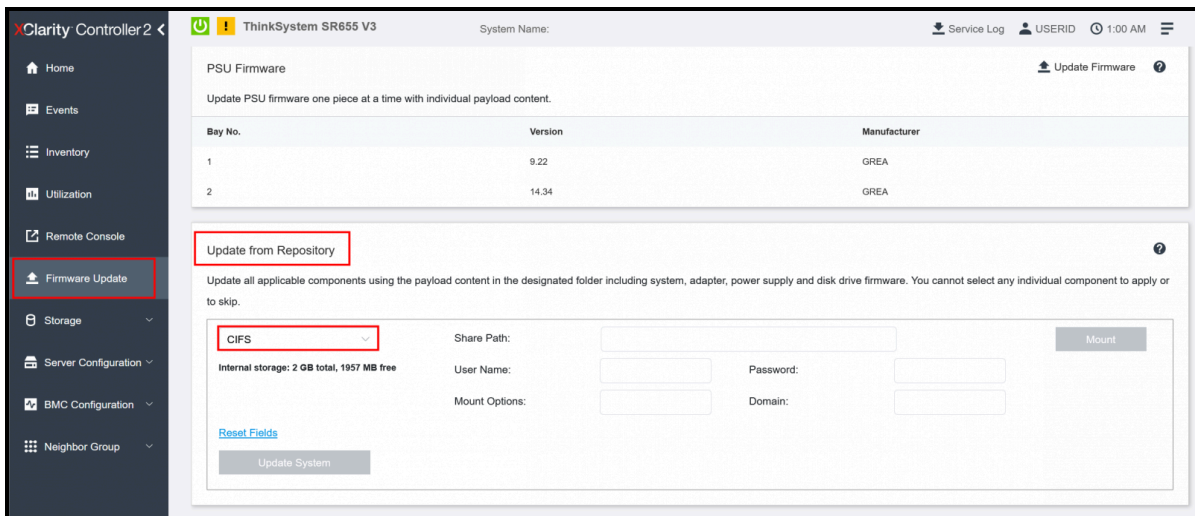 XClarity Controller 2
ThinkSystem SR655 V3
System Name:
Service Log
USERID
1:00 AM
Home
Events
Inventory
Utilization
Remote Console
Firmware Update
Storage
Server Configuration
BMC Configuration
Neighbor Group
PSU Firmware
Update Firmware
Update PSU firmware one piece at a time with individual payload content.
Bay No. Version Manufacturer
1 9.22 GREA
2 14.34 GREA
Update from Repository
Update all applicable components using the payload content in the designated folder including system, adapter, power supply and disk drive firmware. You cannot select any individual component to apply or
to skip.
CIFS
Share Path:
Mount
Internal storage: 2 GB total, 1957 MB free
User Name:
Password:
Mount Options:
Domain:
Reset Fields
Update System